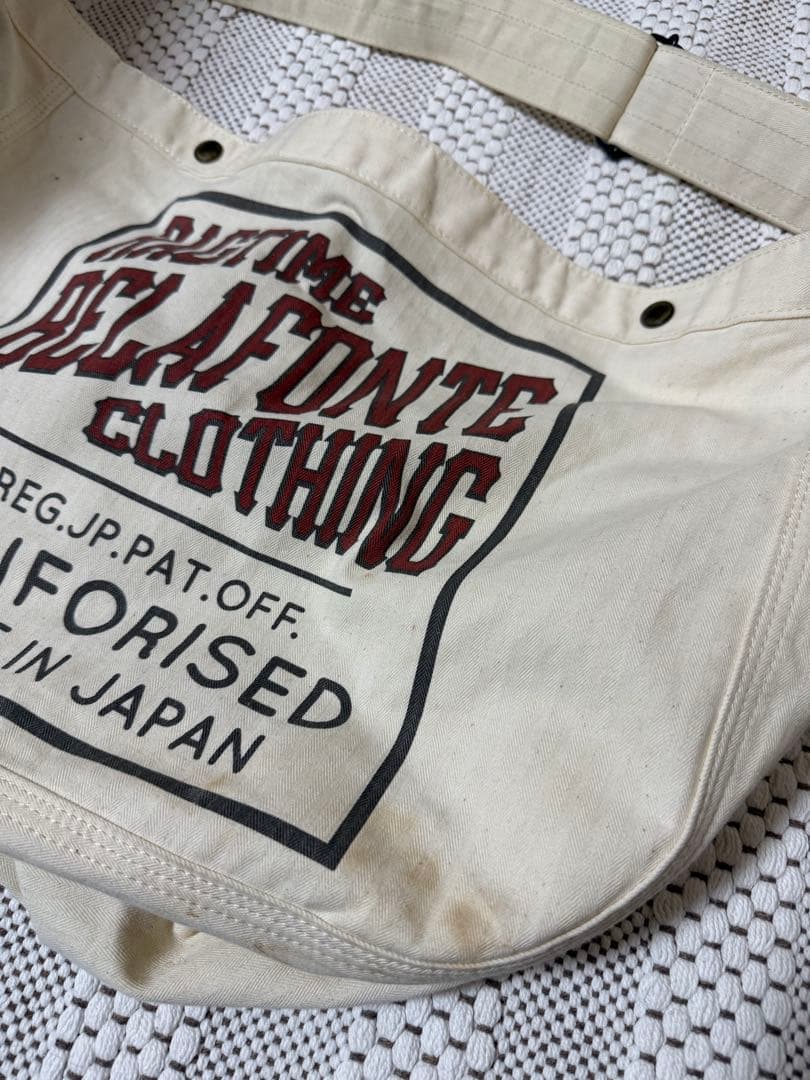 RAGTIME
BELAFONTE
CLOTHING
REG.JP.PAT.OFF.
NFORISED
IN JAPAN